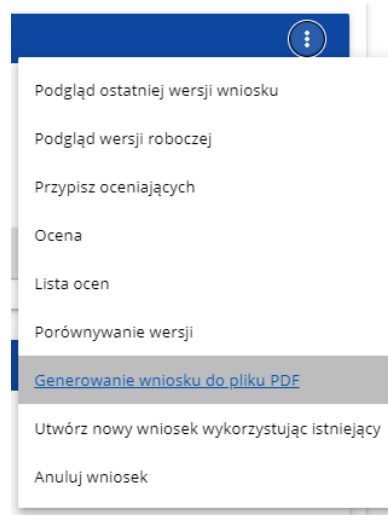 Podgląd ostatniej wersji wniosku
Podgląd wersji roboczej
Przypisz oceniających
Ocena
Lista ocen
Porównywanie wersji
Generowanie wniosku do pliku PDF
Utwórz nowy wniosek wykorzystując istniejący
Anuluj wniosek